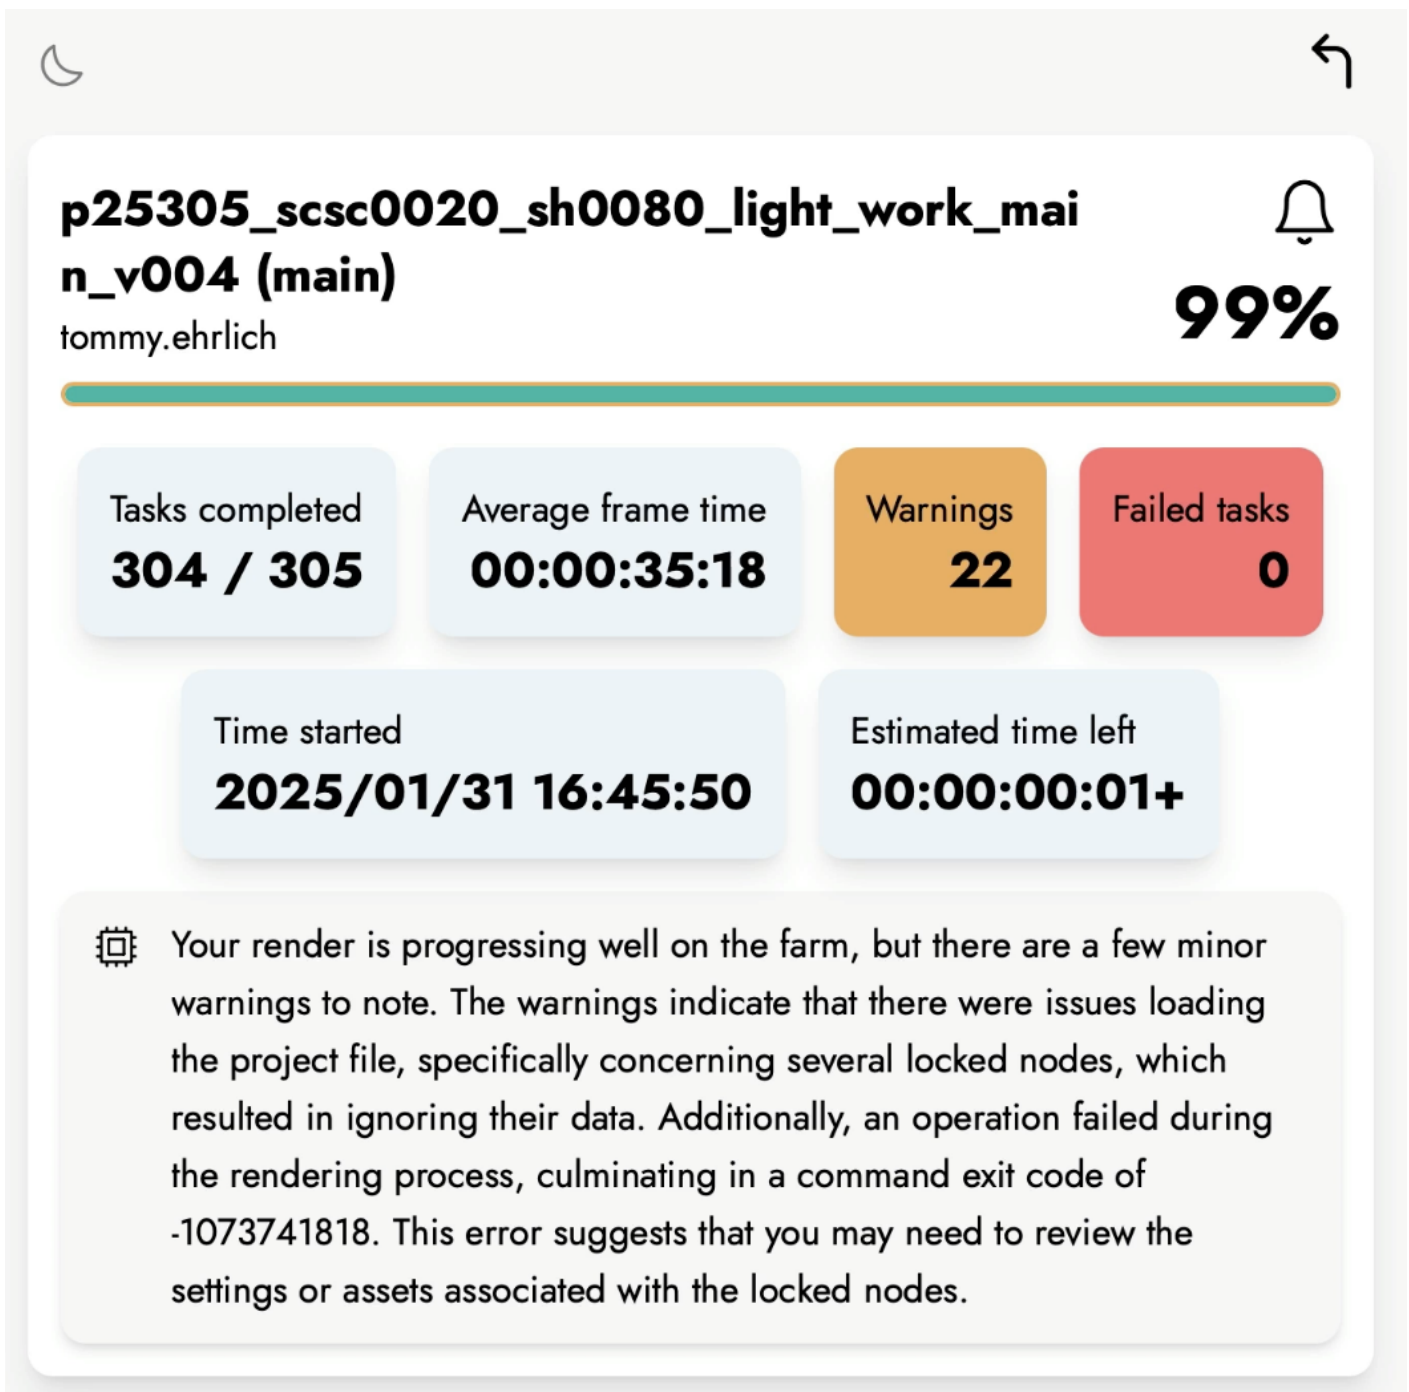 p25305_scsc0020_sh0080_light_work_mai
n_v004 (main)
tommy.ehrlich
99%
Tasks completed
304 / 305
Average frame time
00:00:35:18
Warnings
22
Failed tasks
0
Time started
2025/01/31 16:45:50
Estimated time left
00:00:00:01+
Your render is progressing well on the farm, but there are a few minor
warnings to note. The warnings indicate that there were issues loading
the project file, specifically concerning several locked nodes, which
resulted in ignoring their data. Additionally, an operation failed during
the rendering process, culminating in a command exit code of
-1073741818. This error suggests that you may need to review the
settings or assets associated with the locked nodes.